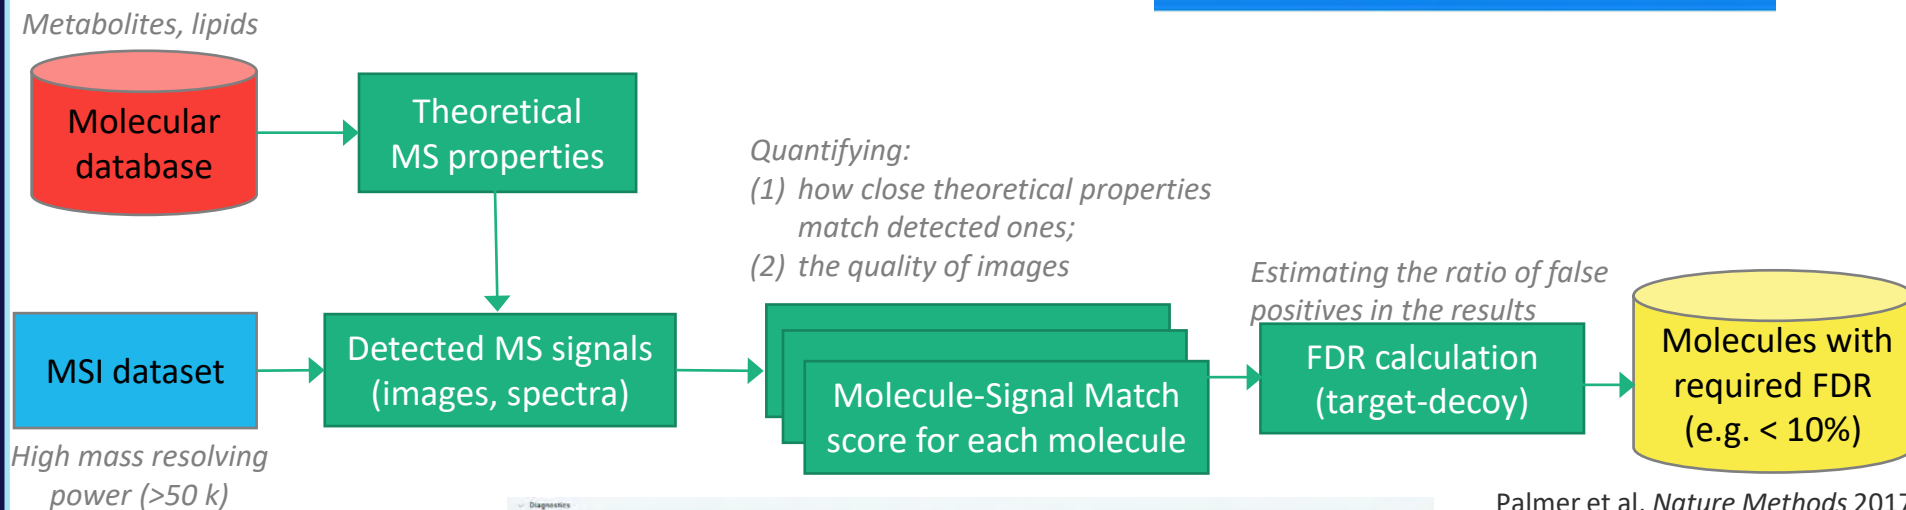 Metabolites, lipids
Molecular
database
Theoretical
MS properties
Quantifying:
(1) how close theoretical properties
match detected ones;
(2) the quality of images
Estimating the ratio of false
positives in the results
MSI dataset
Detected MS signals
(images, spectra)
Molecule-Signal Match
score for each molecule
FDR calculation
(target-decoy)
Molecules with
required FDR
(e.g. < 10%)
High mass resolving
power (>50 k)
Diagnostics
Palmer et al. Nature Methods 2017